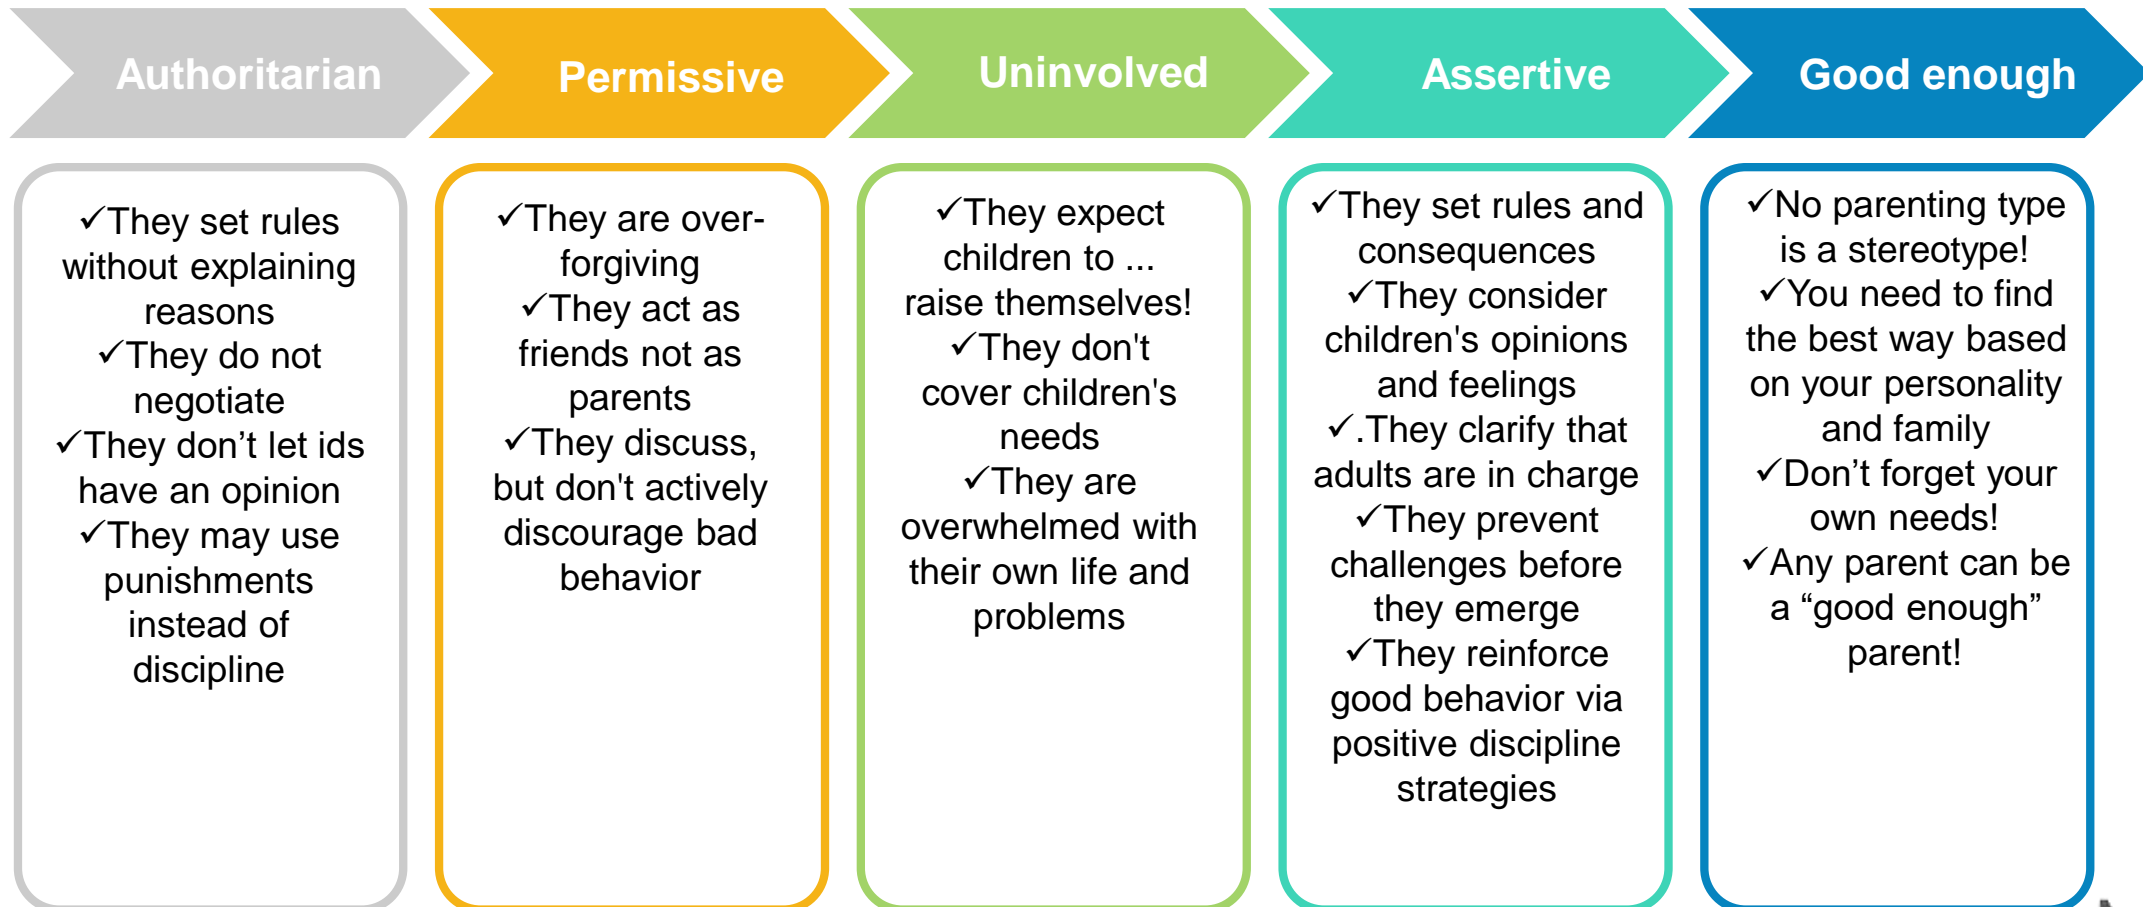 Authoritarian
Permissive
Uninvolved
Assertive
Good enough
✓They set rules
without explaining
reasons
✓They do not
negotiate
✓They don’t let ids
have an opinion
✓They may use
punishments
instead of
discipline
✓They are over-
forgiving
✓They act as
friends not as
parents
✓They discuss,
but don't actively
discourage bad
behavior
✓They expect
children to ...
raise themselves!
✓They don't
cover children's
needs
✓They are
overwhelmed with
their own life and
problems
✓They set rules and
consequences
✓They consider
children's opinions
and feelings
✓.They clarify that
adults are in charge
✓They prevent
challenges before
they emerge
✓They reinforce
good behavior via
positive discipline
strategies
✓No parenting type
is a stereotype!
✓You need to find
the best way based
on your personality
and family
✓Don’t forget your
own needs!
✓Any parent can be
a “good enough”
parent!